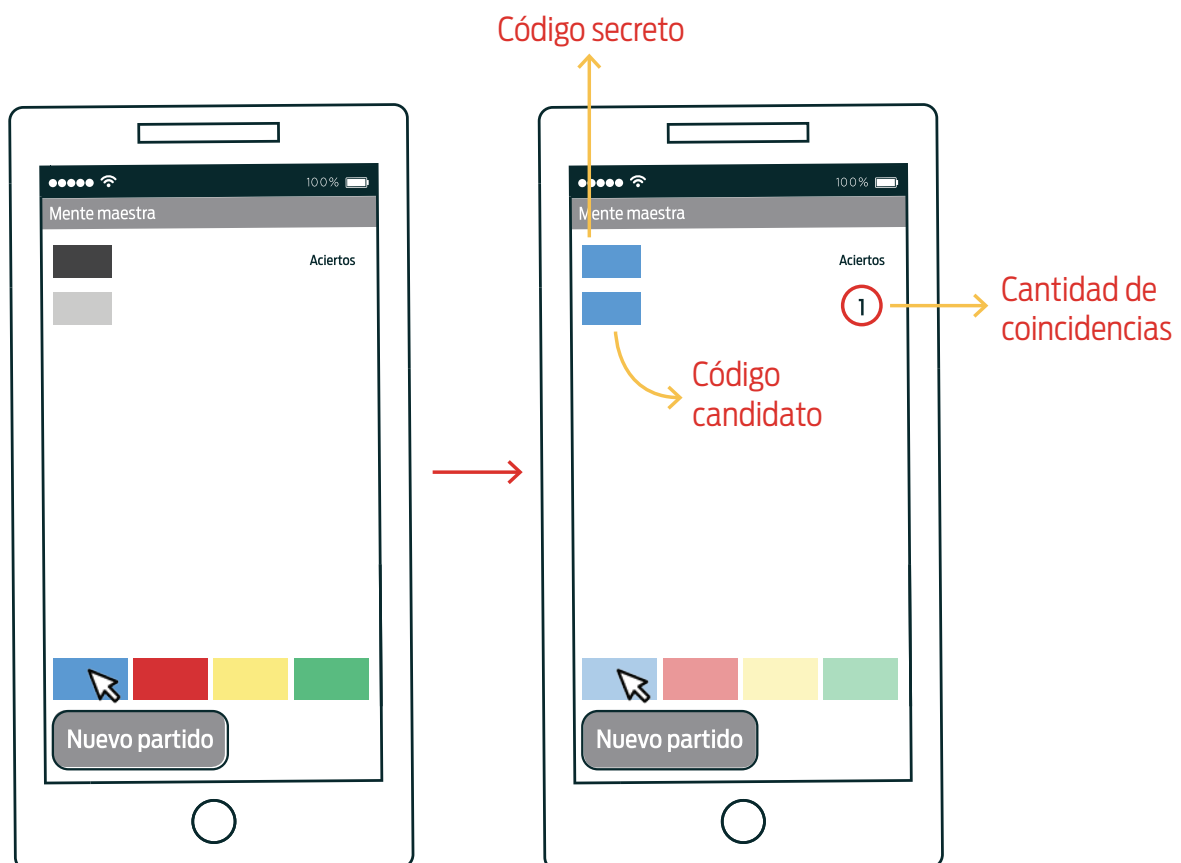 Código secreto
100%
Mente maestra
Aciertos
Nuevo partido
100%
Mente maestra
Aciertos
1
Cantidad de
coincidencias
Código
candidato
Nuevo partido